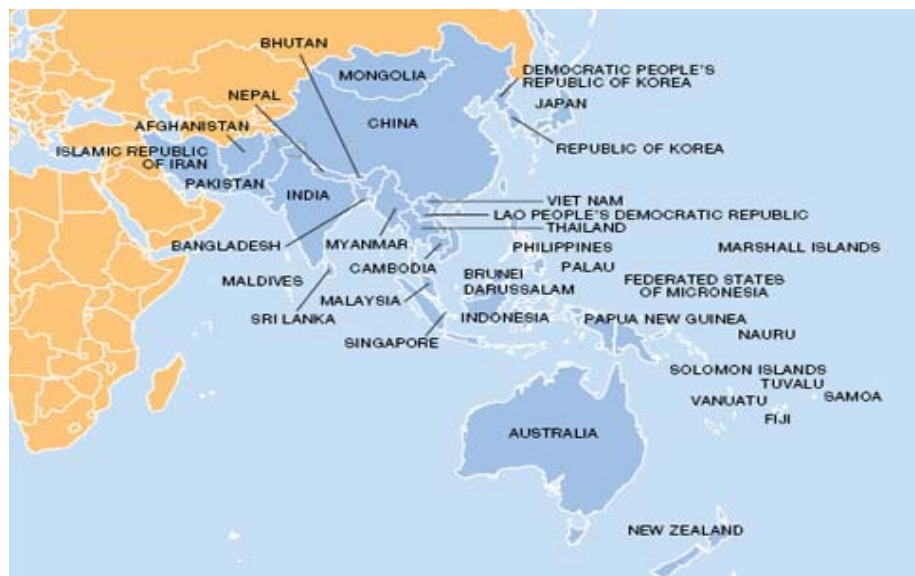 BHUTAN
MONGOLIA
DEMOCRATIC PEOPLE'S
REPUBLIC OF KOREA
NEPAL
JAPAN
CHINA
AFGHANISTAN
ISLAMIC REPUBLIC
OF IRAN
REPUBLIC OF KOREA
PAKISTAN
INDIA
VIET NAM
LAO PEOPLE'S DEMOCRATIC REPUBLIC
THAILAND
BANGLADESH
MYANMAR
PHILIPPINES
MARSHALL ISLANDS
CAMBODIA
PALAU
MALDIVES
BRUNEI
DARUSSALAM
FEDERATED STATES
OF MICRONESIA
MALAYSIA
SRI LANKA
INDONESIA
PAPUA NEW GUINEA
SINGAPORE
NAURU
SOLOMON ISLANDS
TUVALU
VANUATU
SAMOA
FIJI
AUSTRALIA
NEW ZEALAND